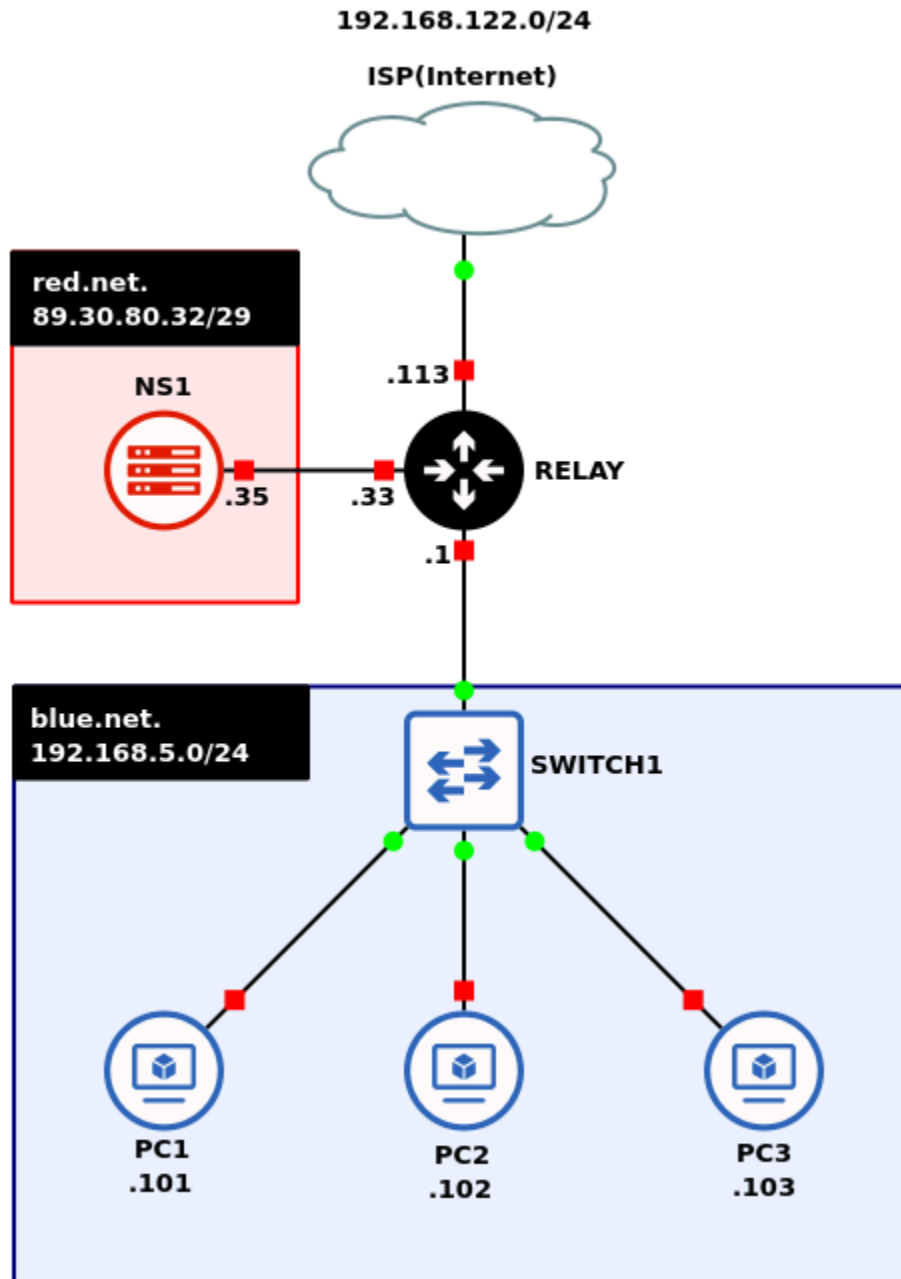 192.168.122.0/24
ISP(Internet)
red.net.
89.30.80.32/29
NS1
.113
RELAY
.35
.33
.1
blue.net.
192.168.5.0/24
SWITCH1
PC1
.101
PC2
.102
PC3
.103